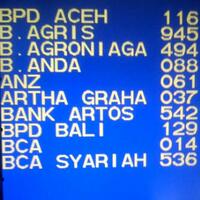 BPD ACEH 116
B.AGRIS 945
B.AGRONIAGA 494
B.ANDA 088
ANZ 061
ARTHA GRAHA 037
BANK ARTOS 542
BPD BALI 129
BCA 014
BCA SYARIAH 536